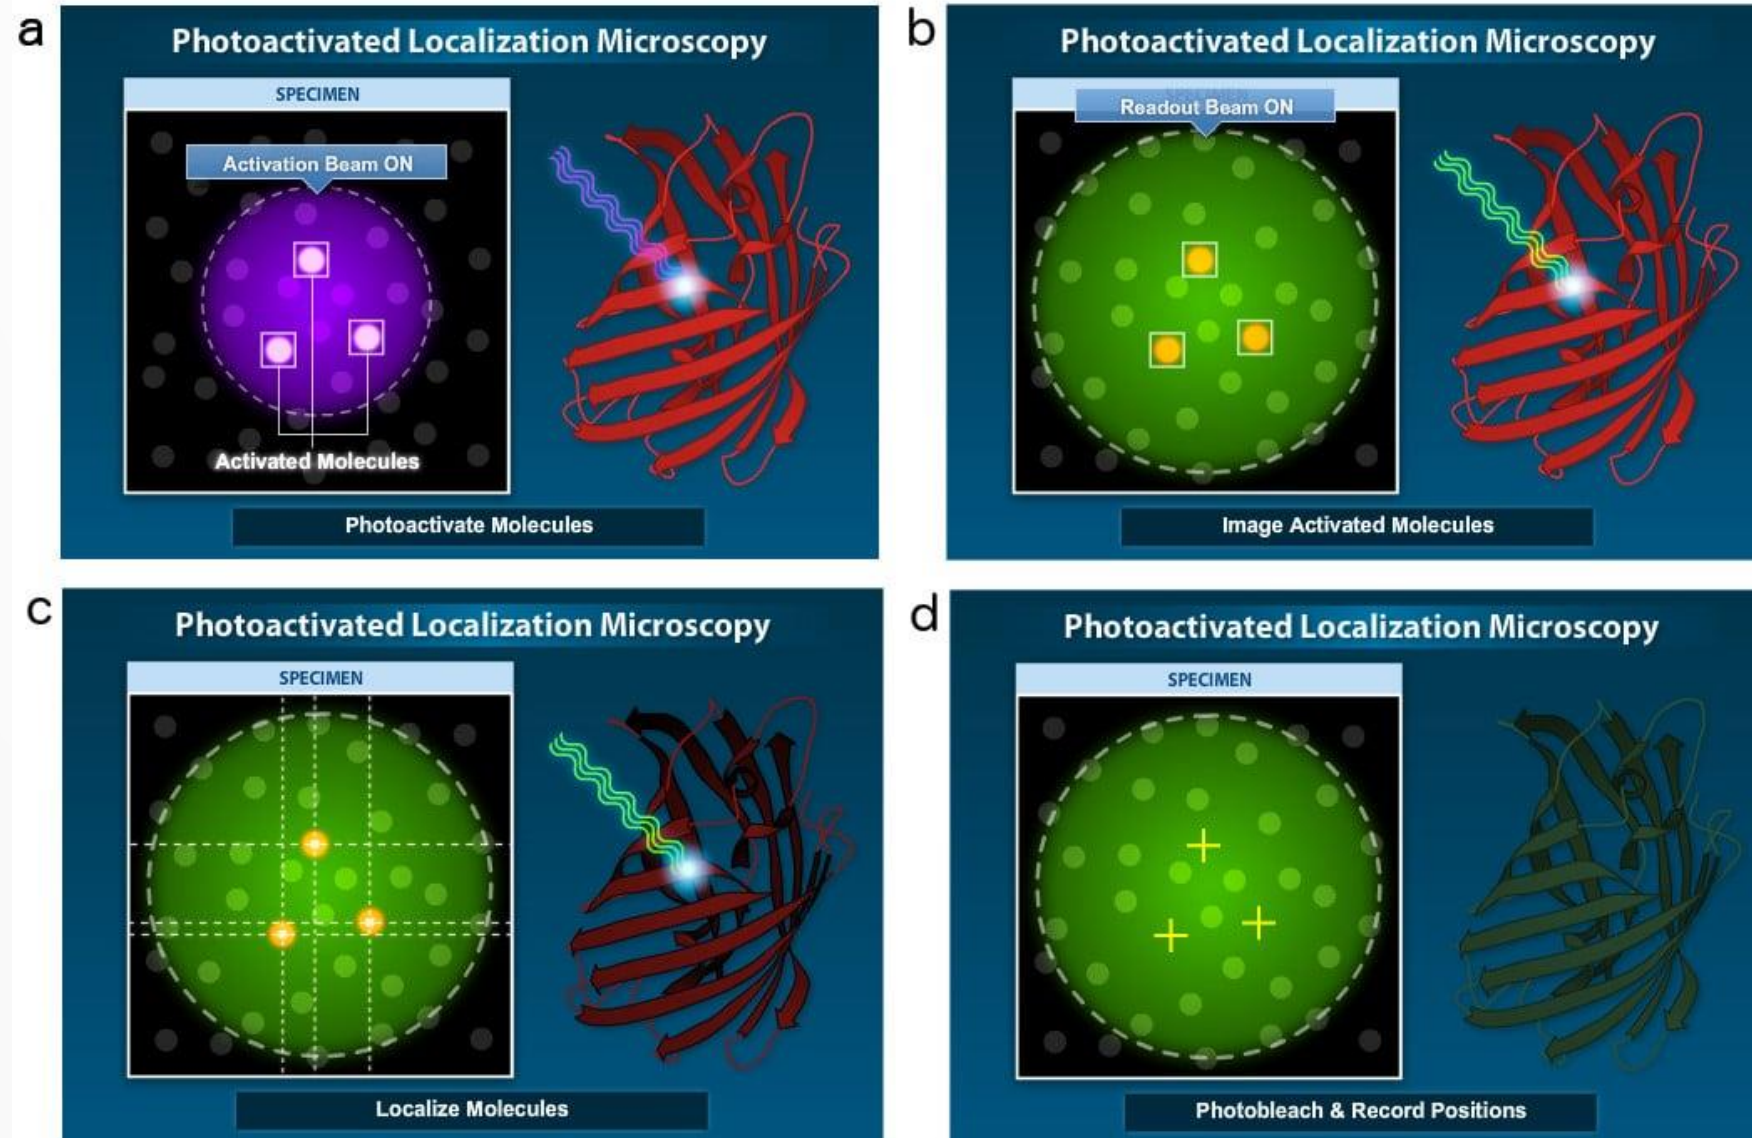 a
Photoactivated Localization Microscopy
SPECIMEN
Activation Beam ON
Activated Molecules
Photoactivate Molecules
b
Photoactivated Localization Microscopy
Readout Beam ON
Image Activated Molecules
c
Photoactivated Localization Microscopy
SPECIMEN
Localize Molecules
d
Photoactivated Localization Microscopy
SPECIMEN
Photobleach & Record Positions